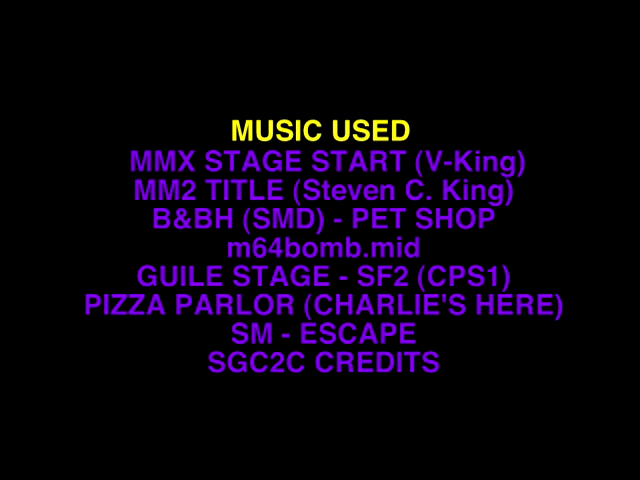 MUSIC USED
MMX STAGE START (V-King)
MM2 TITLE (Steven C. King)
B&BH (SMD) - PET SHOP
m64bomb.mid
GUILE STAGE - SF2 (CPS1)
PIZZA PARLOR (CHARLIE'S HERE)
SM - ESCAPE
SGC2C CREDITS